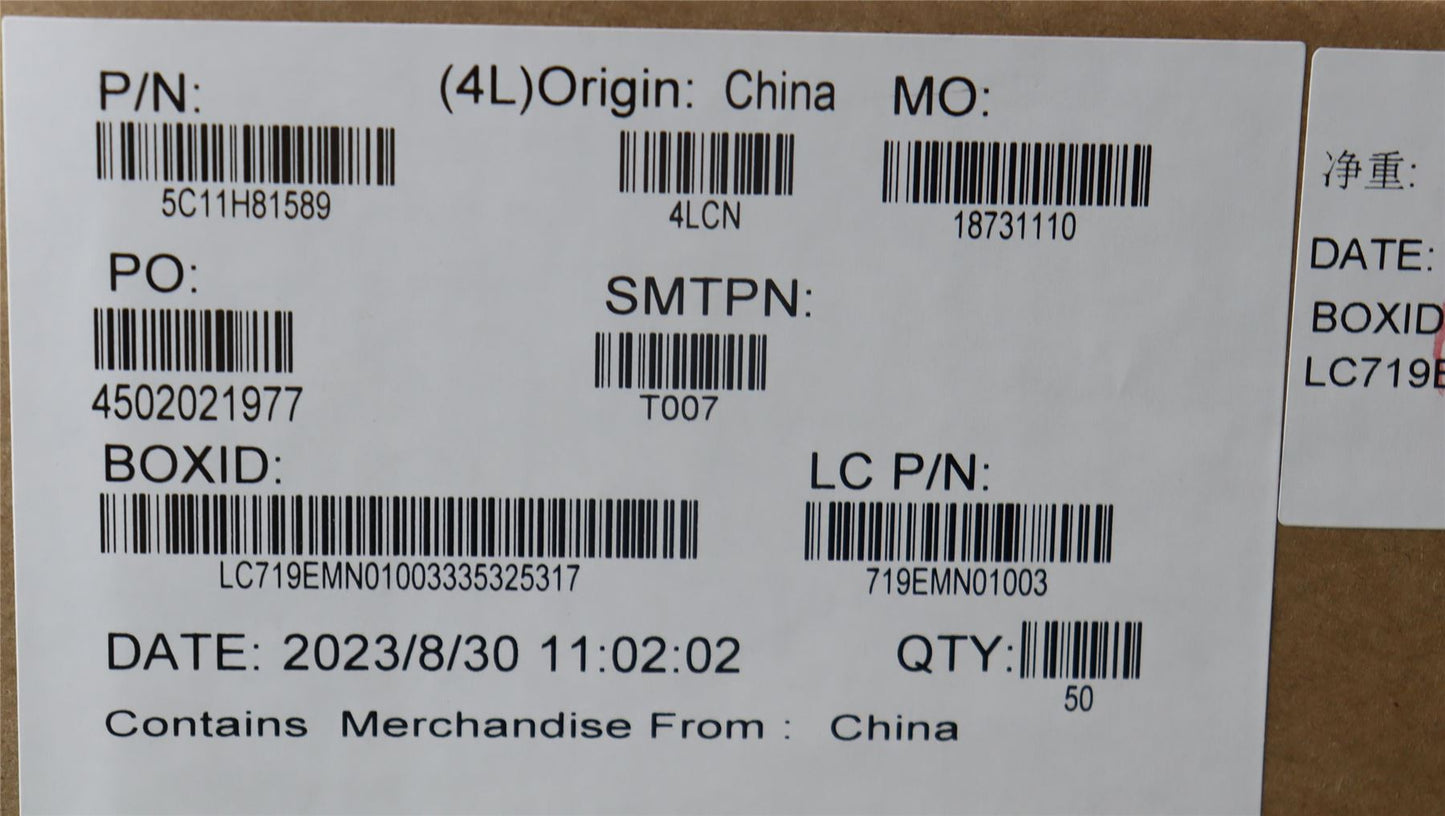 P/N:
5C11H81589
(4L)Origin: China
4LCN
MO:
18731110
PO:
4502021977
SMTPN:
T007
BOXID:
LC719EMN01003335325317
LC P/N:
719EMN01003
DATE: 2023/8/30 11:02:02
QTY:
50
Contains Merchandise From : China
净重:
DATE:
BOXID
LC719E